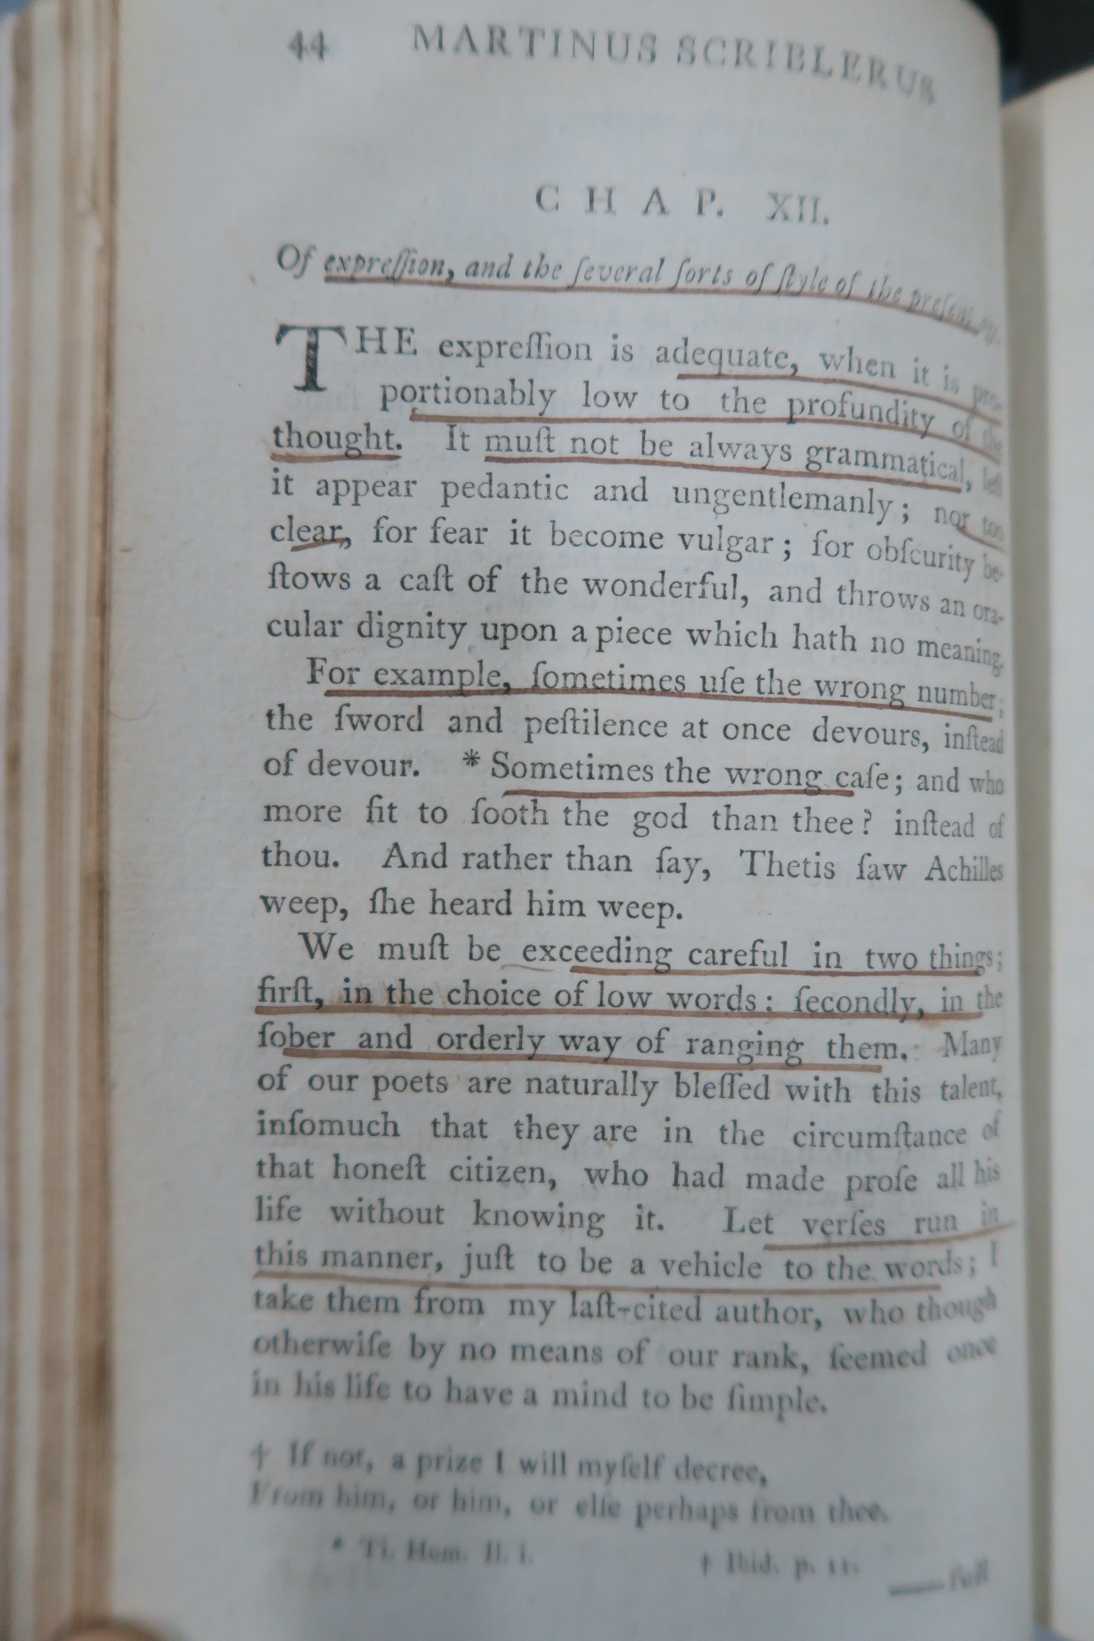 44 MARTINUS SCRIBLERUS
CHAP. XII.
Of expreſſion, and the ſeveral ſorts of ſtyle of the preſent
THE expreſſion is adequate, when it is pro-
portionably low to the profundity of the
thought. It muſt not be always grammatical, leſt
it appear pedantic and ungentlemanly; nor too
clear, for fear it become vulgar; for obſcurity be-
ſtows a caſt of the wonderful, and throws an ora-
cular dignity upon a piece which hath no meaning.
For example, ſometimes uſe the wrong number;
the ſword and peſtilence at once devours, inſtead
of devour. * Sometimes the wrong caſe; and who
more fit to ſooth the god than thee? inſtead of
thou. And rather than ſay, Thetis ſaw Achilles
weep, ſhe heard him weep.
We muſt be exceeding careful in two things;
firſt, in the choice of low words: ſecondly, in the
ſober and orderly way of ranging them. Many
of our poets are naturally bleſſed with this talent,
inſomuch that they are in the circumſtance of
that honeſt citizen, who had made proſe all his
life without knowing it. Let verſes run in
this manner, juſt to be a vehicle to the words; I
take them from my laſt-cited author, who though
otherwiſe by no means of our rank, ſeemed once
in his life to have a mind to be ſimple.
† If not, a prize I will myſelf decree,
From him, or him, or elſe perhaps from thee.
* Ti. Hom. Il. i. † Ibid. p. 11.
—full